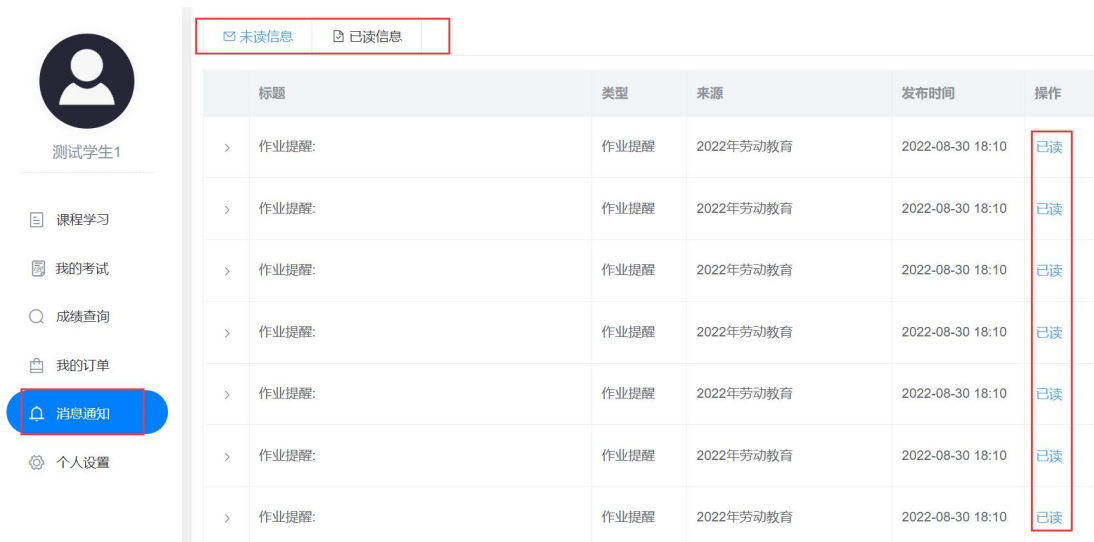 未读信息 已读信息
测试学生1
课程学习
我的考试
成绩查询
我的订单
消息通知
个人设置
标题 类型 来源 发布时间 操作
作业提醒: 作业提醒 2022年劳动教育 2022-08-30 18:10 已读
作业提醒: 作业提醒 2022年劳动教育 2022-08-30 18:10 已读
作业提醒: 作业提醒 2022年劳动教育 2022-08-30 18:10 已读
作业提醒: 作业提醒 2022年劳动教育 2022-08-30 18:10 已读
作业提醒: 作业提醒 2022年劳动教育 2022-08-30 18:10 已读
作业提醒: 作业提醒 2022年劳动教育 2022-08-30 18:10 已读
作业提醒: 作业提醒 2022年劳动教育 2022-08-30 18:10 已读